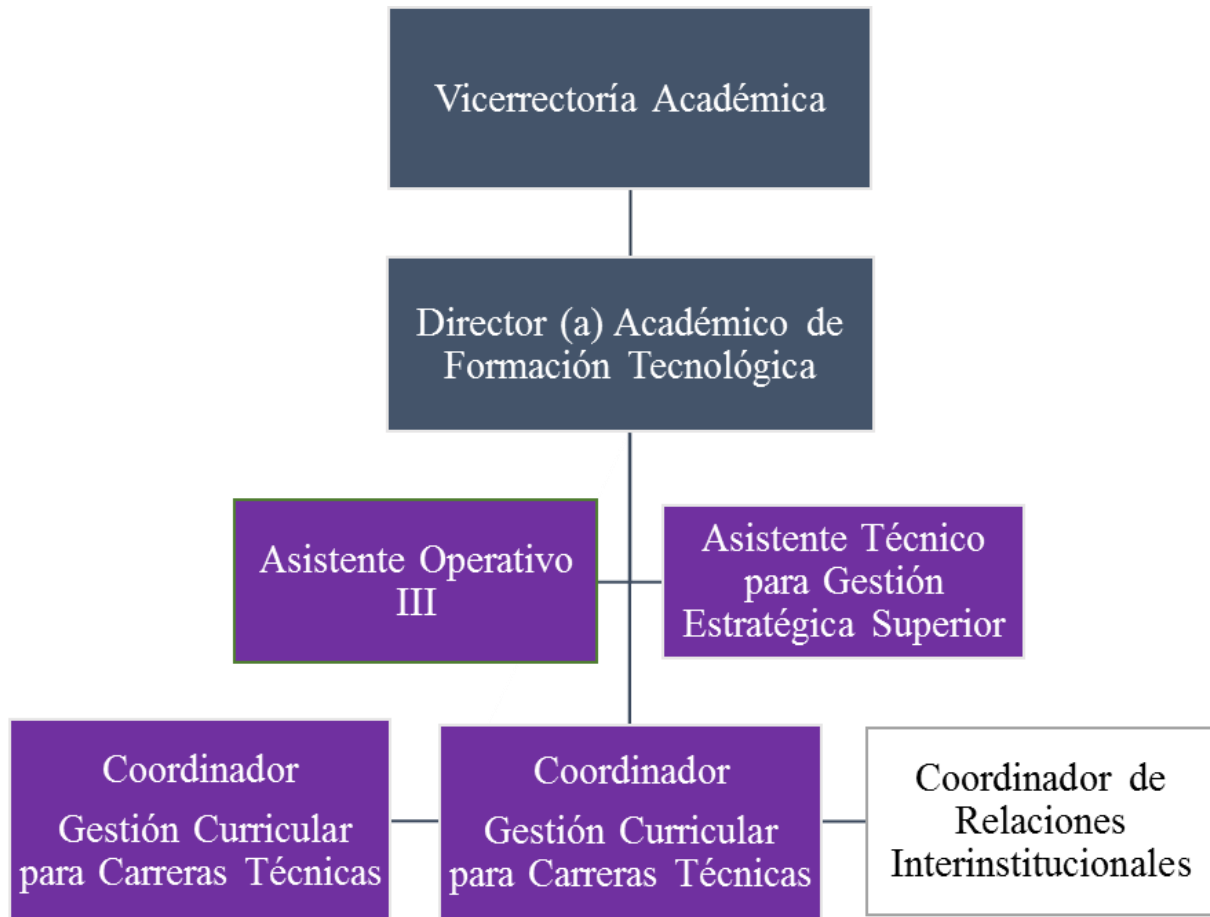 Vicerrectoría Académica
Director (a) Académico de
Formación Tecnológica
Asistente Operativo
III
Asistente Técnico
para Gestión
Estratégica Superior
Coordinador
Gestión Curricular
para Carreras Técnicas
Coordinador
Gestión Curricular
para Carreras Técnicas
Coordinador de
Relaciones
Interinstitucionales